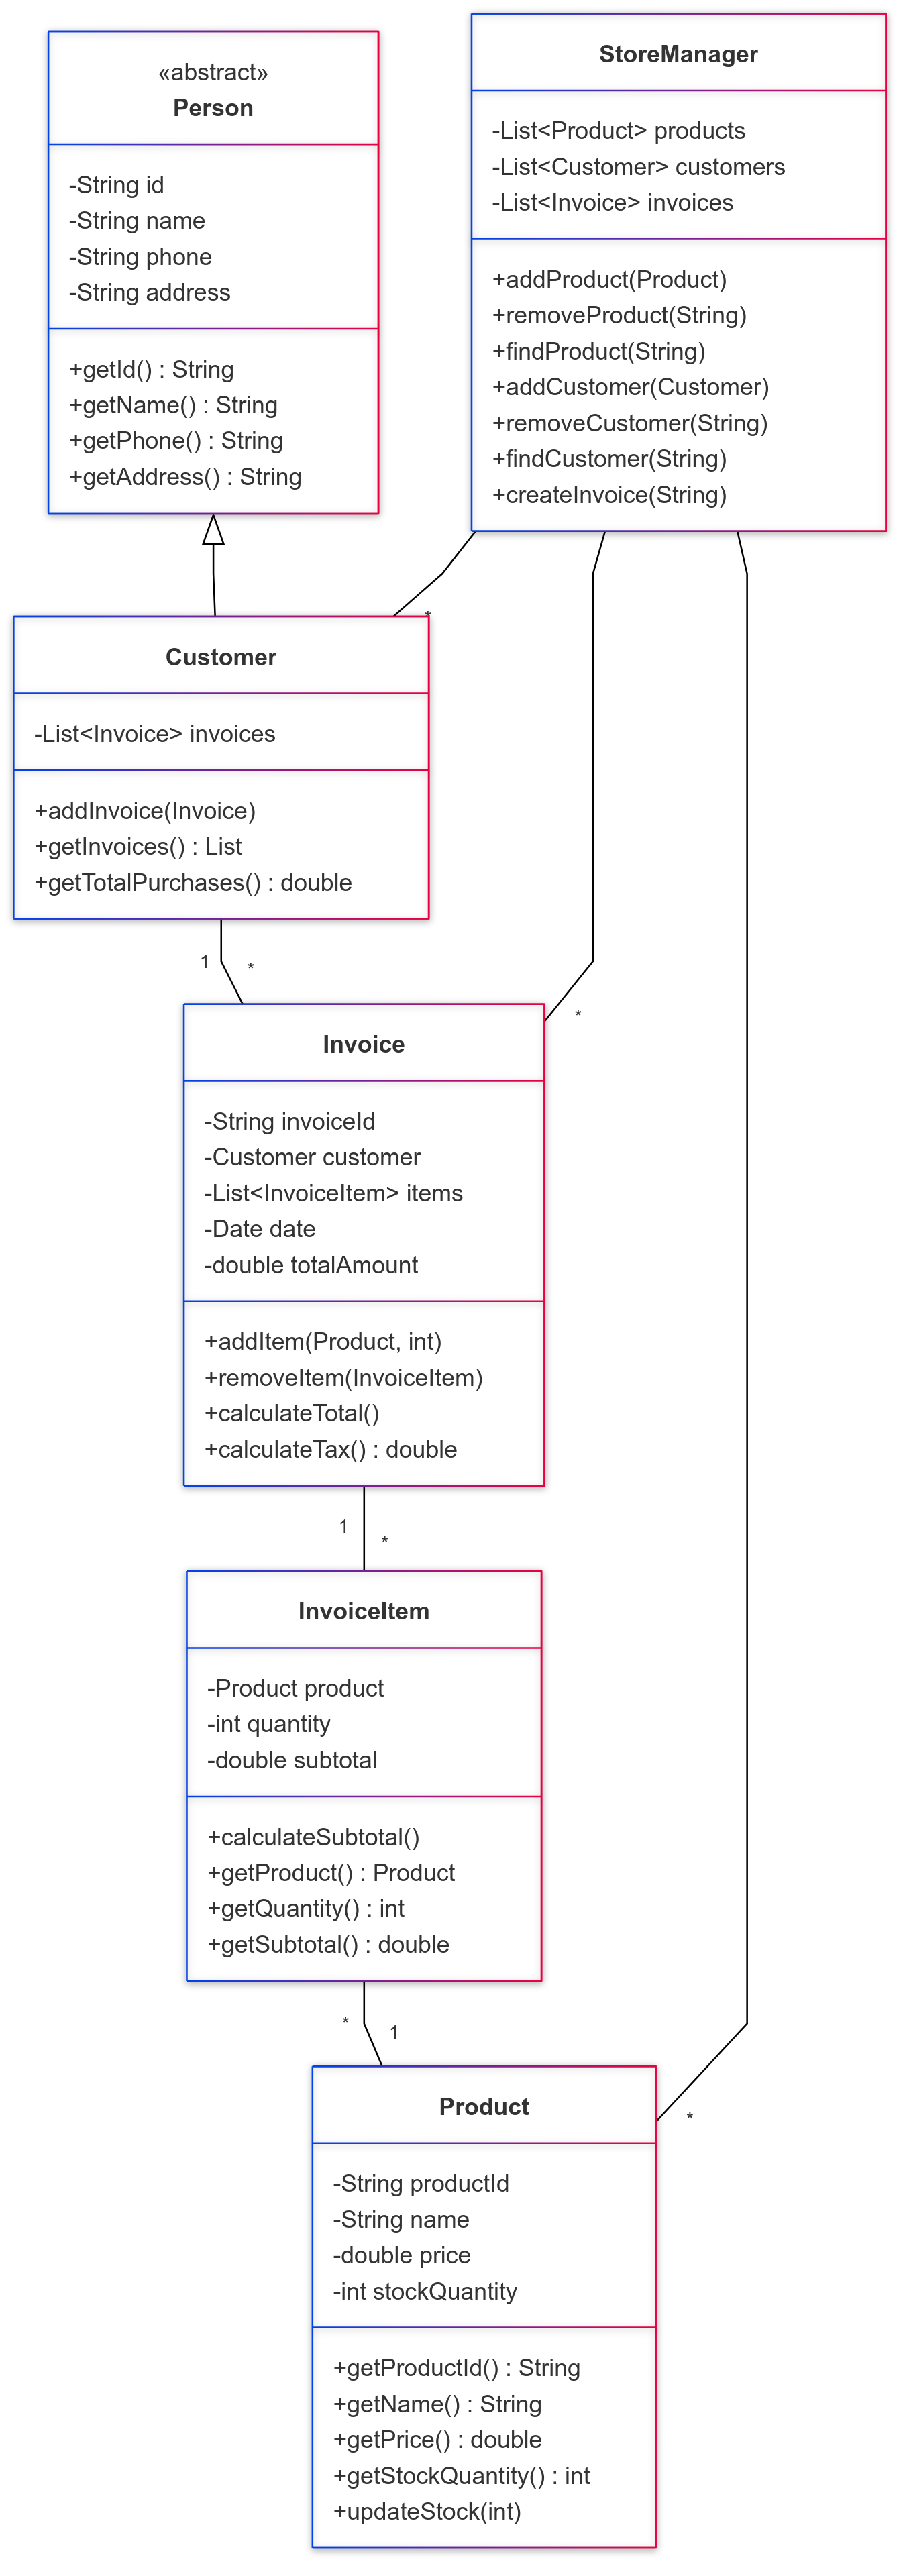 «abstract»
Person
-String id
-String name
-String phone
-String address
+getId() : String
+getName() : String
+getPhone() : String
+getAddress() : String
StoreManager
-List<Product> products
-List<Customer> customers
-List<Invoice> invoices
+addProduct(Product)
+removeProduct(String)
+findProduct(String)
+addCustomer(Customer)
+removeCustomer(String)
+findCustomer(String)
+createInvoice(String)
*
Customer
-List<Invoice> invoices
+addInvoice(Invoice)
+getInvoices() : List
+getTotalPurchases() : double
1
*
*
Invoice
-String invoiceId
-Customer customer
-List<InvoiceItem> items
-Date date
-double totalAmount
+addItem(Product, int)
+removeItem(InvoiceItem)
+calculateTotal()
+calculateTax() : double
1
*
InvoiceItem
-Product product
-int quantity
-double subtotal
+calculateSubtotal()
+getProduct() : Product
+getQuantity() : int
+getSubtotal() : double
*
1
*
Product
-String productId
-String name
-double price
-int stockQuantity
+getProductId() : String
+getName() : String
+getPrice() : double
+getStockQuantity() : int
+updateStock(int)